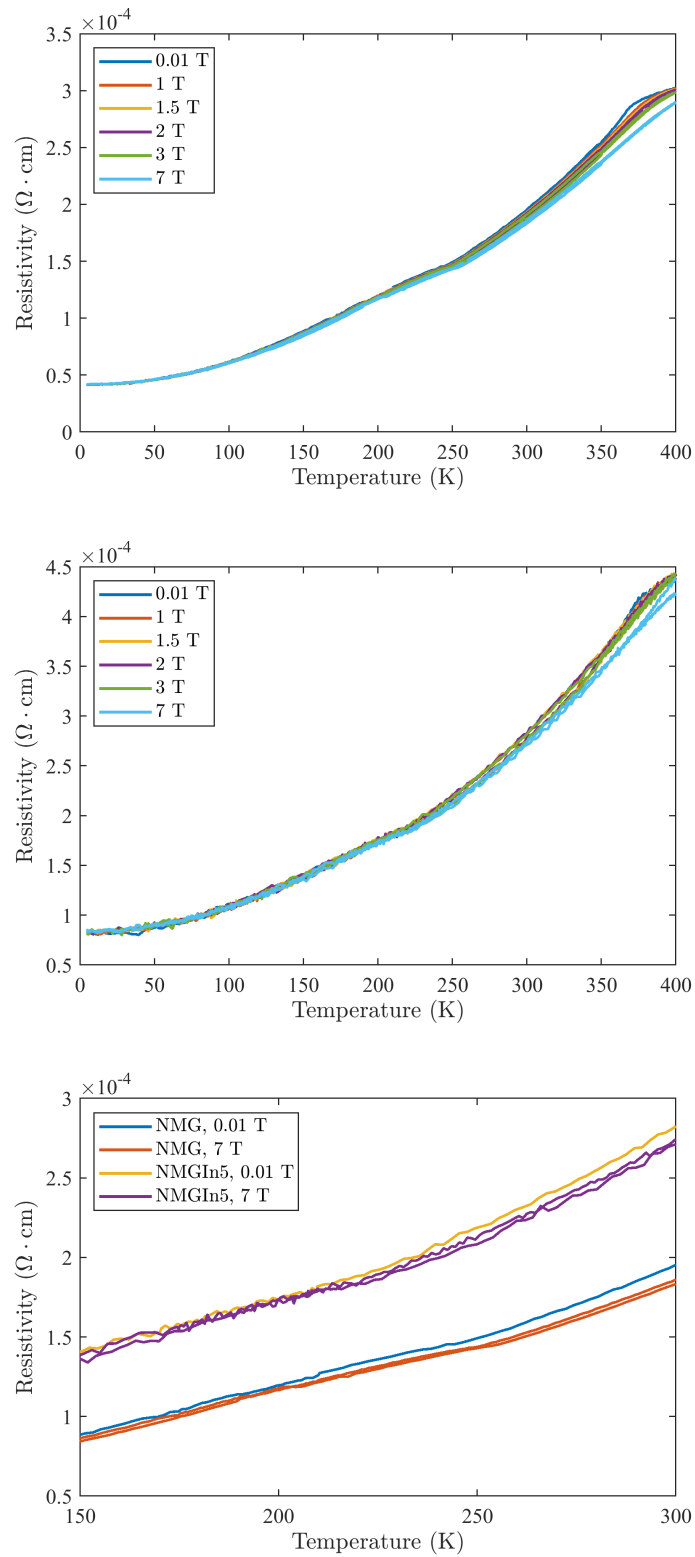 ×10-4
3.5
3
2.5
2
1.5
1
0.5
0
Resistivity (Ω · cm)
0.01 T
1 T
1.5 T
2 T
3 T
7 T
0 50 100 150 200 250 300 350 400
Temperature (K)
×10-4
4.5
4
3.5
3
2.5
2
1.5
1
0.5
Resistivity (Ω · cm)
0.01 T
1 T
1.5 T
2 T
3 T
7 T
0 50 100 150 200 250 300 350 400
Temperature (K)
×10-4
3
2.5
2
1.5
1
0.5
Resistivity (Ω · cm)
NMG, 0.01 T
NMG, 7 T
NMGIn5, 0.01 T
NMGIn5, 7 T
150 200 250 300
Temperature (K)